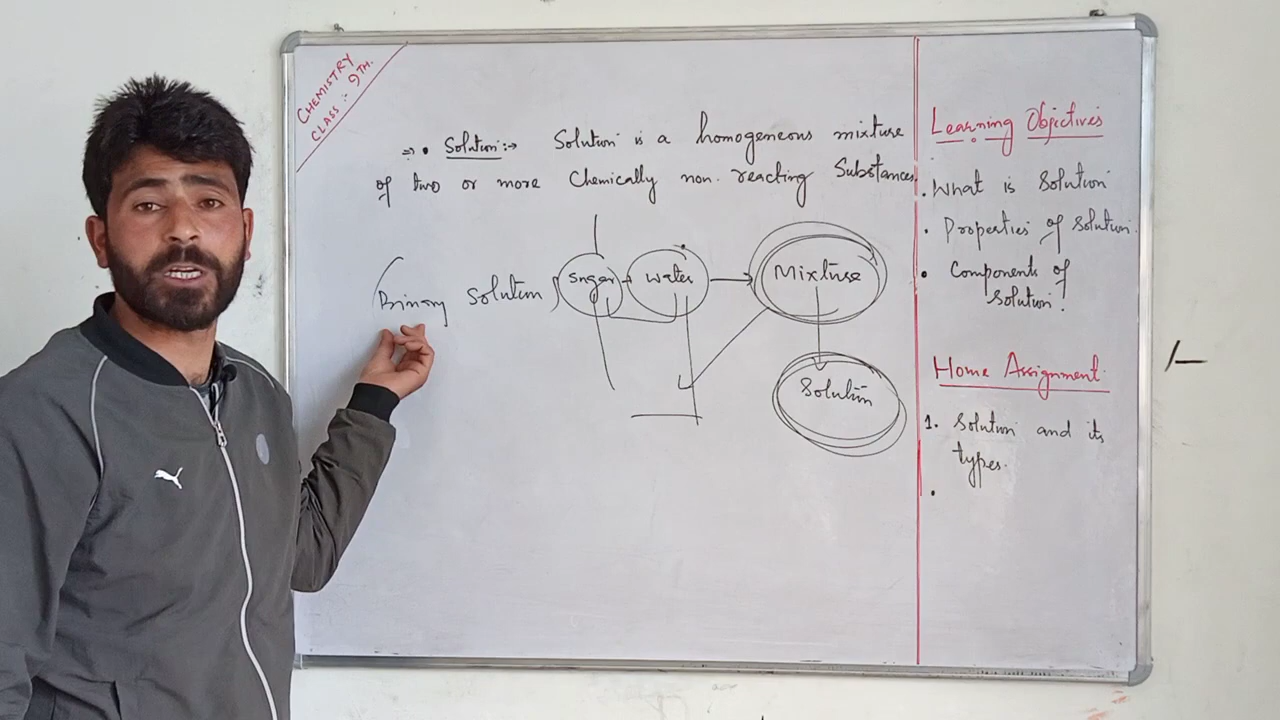 CHEMISTRY
CLASS :- 9TH.
⇒ • Solution :→ Solution is a homogeneous mixture
of two or more Chemically non. reacting Substances.
Binary Solution Sugar + Water → Mixture
Solution
Learning Objectives
• What is Solution
• Properties of Solution.
• Components of
Solution.
Home Assignment.
1. Solution and its
types.
•